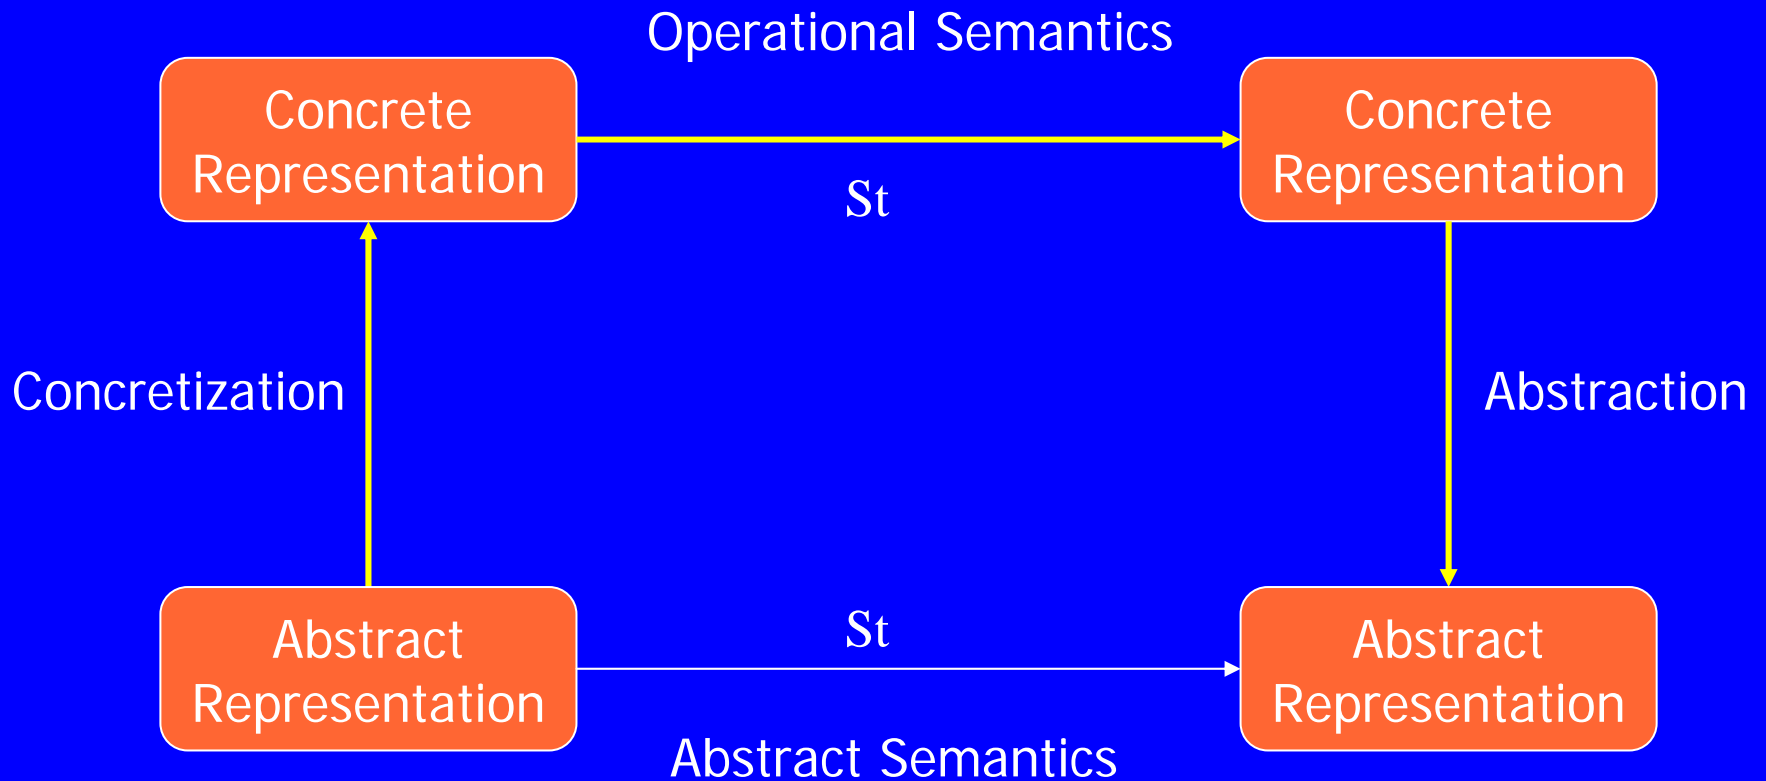 Operational Semantics
Concrete
Representation
Concrete
Representation
St
Concretization
Abstraction
Abstract
Representation
St
Abstract
Representation
Abstract Semantics